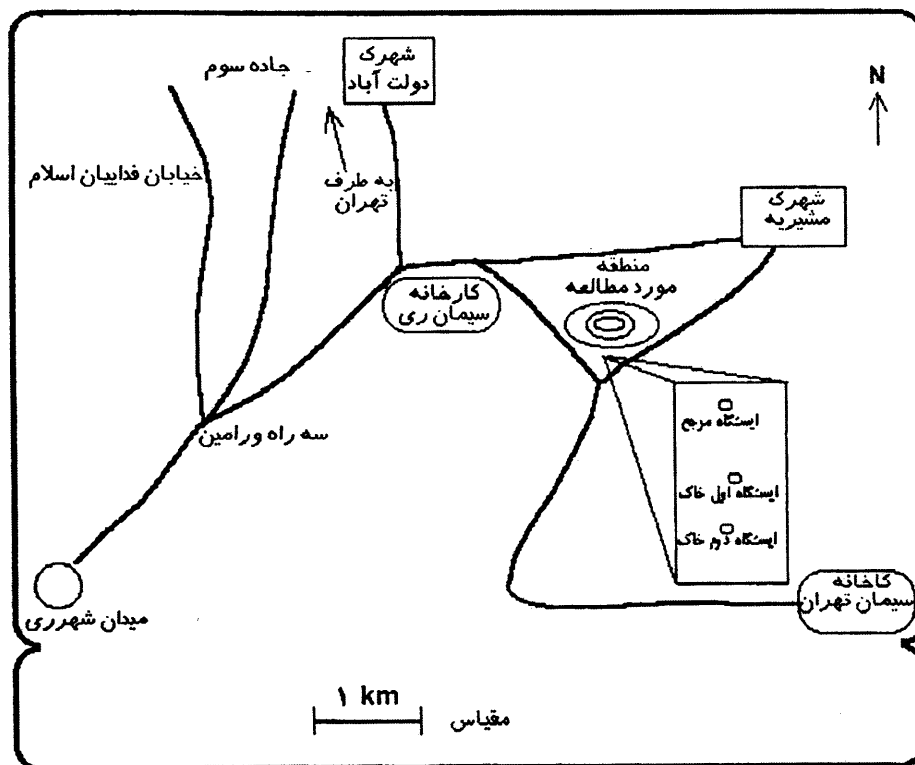 شهرک
دولت آباد
جاده سوم
N
خیابان فداییان اسلام
به طرف
تهران
شهرک
مشیریه
منطقه
مورد مطالعه
کارخانه
سیمان ری
ایستگاه مرجع
سه راه ورامین
ایستگاه اول خاک
ایستگاه دوم خاک
کاخانه
سیمان تهران
میدان شهرری
۱ km
مقیاس